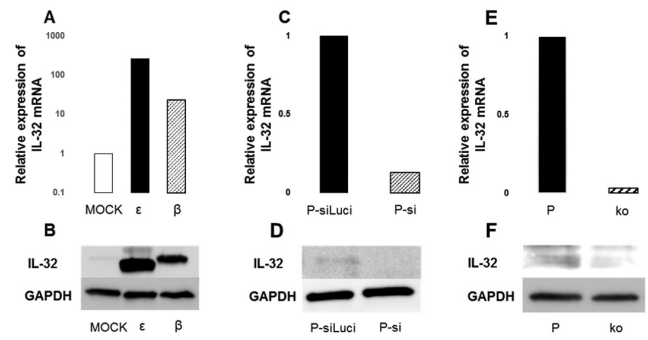 A
Relative expression of
IL-32 mRNA
1000
100
10
1
0.1
MOCK ε β
B
IL-32
GAPDH
MOCK ε β
C
Relative expression of
IL-32 mRNA
1
0.5
0
P-siLuci P-si
D
IL-32
GAPDH
P-siLuci P-si
E
Relative expression of
IL-32 mRNA
1
0.5
0
P ko
F
IL-32
GAPDH
P ko